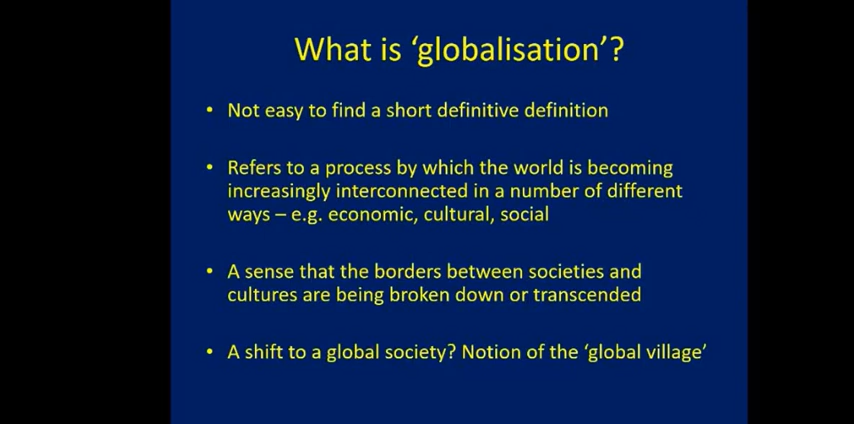 What is ‘globalisation’?
• Not easy to find a short definitive definition
• Refers to a process by which the world is becoming
increasingly interconnected in a number of different
ways – e.g. economic, cultural, social
• A sense that the borders between societies and
cultures are being broken down or transcended
• A shift to a global society? Notion of the ‘global village’